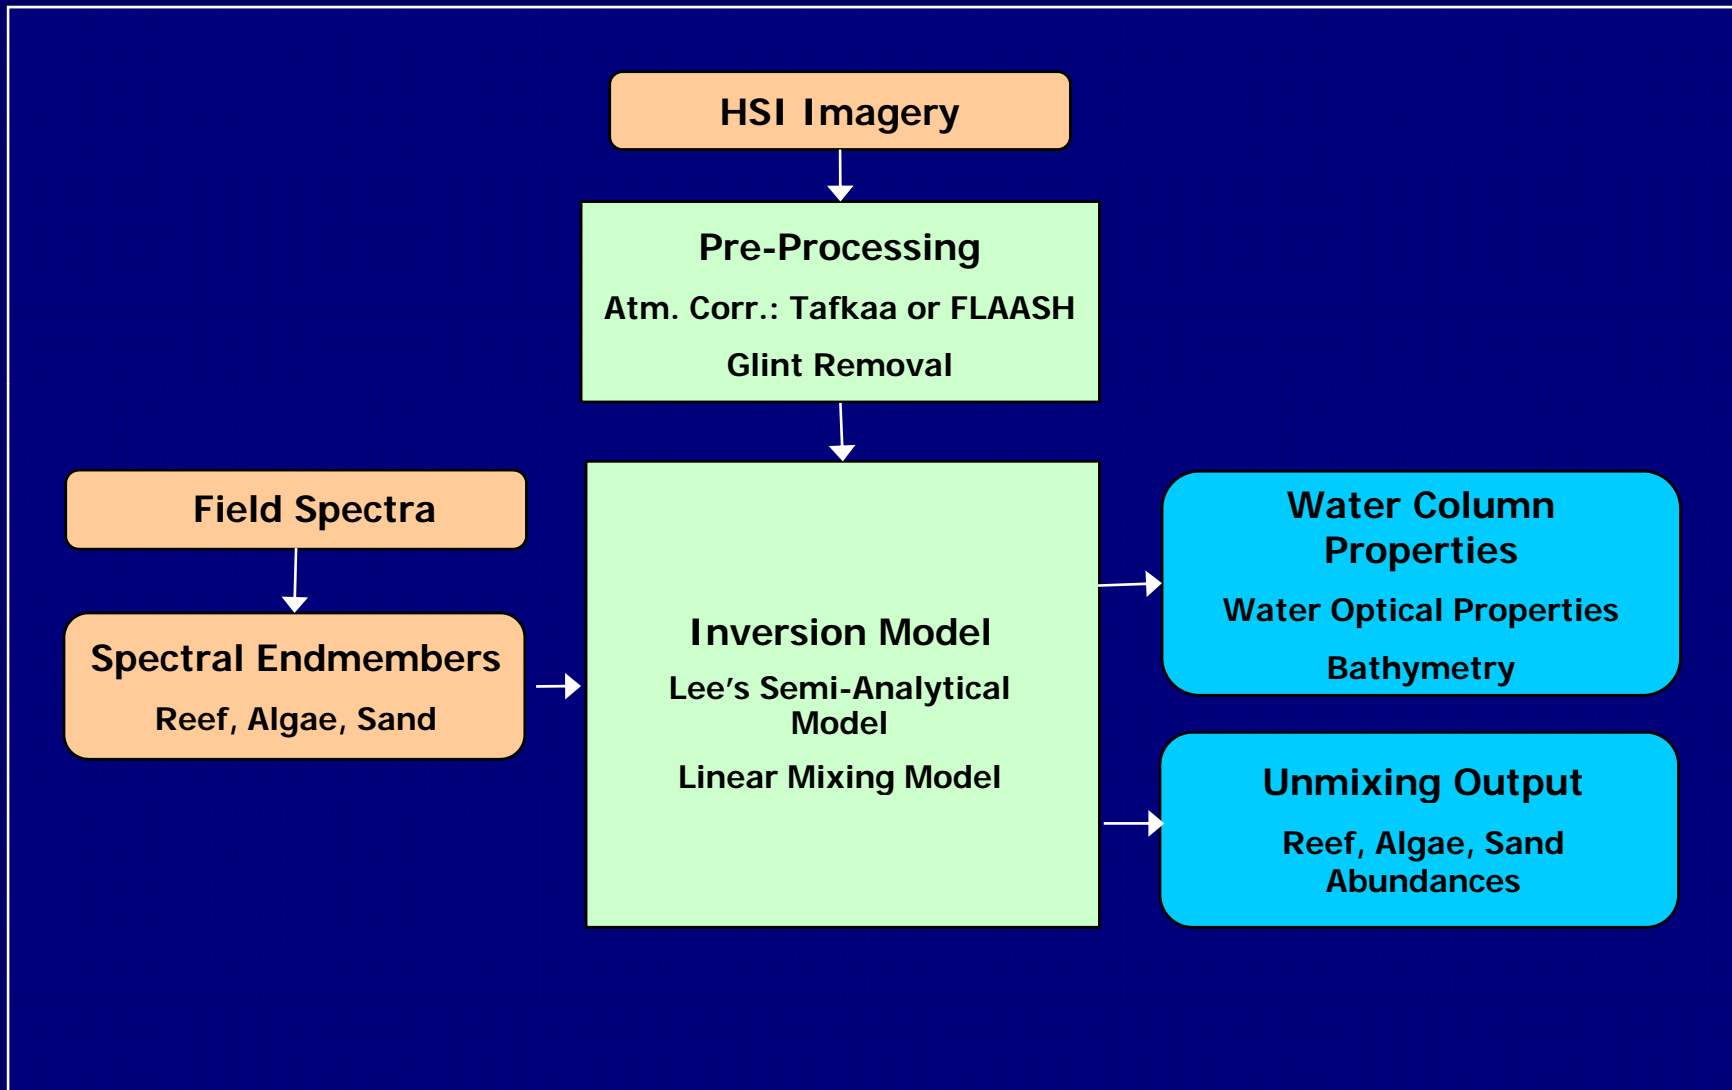 HSI Imagery
Pre-Processing
Atm. Corr.: Tafkaa or FLAASH
Glint Removal
Field Spectra
Spectral Endmembers
Reef, Algae, Sand
Inversion Model
Lee's Semi-Analytical
Model
Linear Mixing Model
Water Column
Properties
Water Optical Properties
Bathymetry
Unmixing Output
Reef, Algae, Sand
Abundances